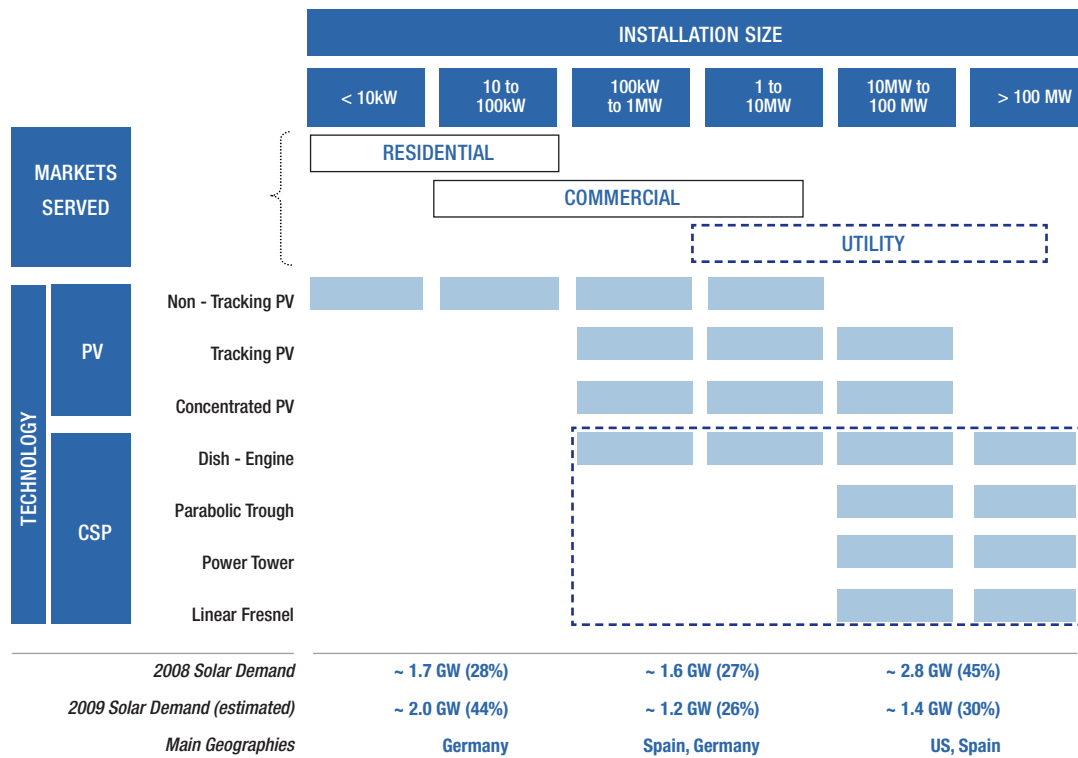 INSTALLATION SIZE
< 10kW
10 to
100kW
100kW
to 1MW
1 to
10MW
10MW to
100 MW
> 100 MW
MARKETS
SERVED
RESIDENTIAL
COMMERCIAL
UTILITY
TECHNOLOGY
PV
Non - Tracking PV
Tracking PV
Concentrated PV
CSP
Dish - Engine
Parabolic Trough
Power Tower
Linear Fresnel
2008 Solar Demand ~ 1.7 GW (28%) ~ 1.6 GW (27%) ~ 2.8 GW (45%)
2009 Solar Demand (estimated) ~ 2.0 GW (44%) ~ 1.2 GW (26%) ~ 1.4 GW (30%)
Main Geographies Germany Spain, Germany US, Spain